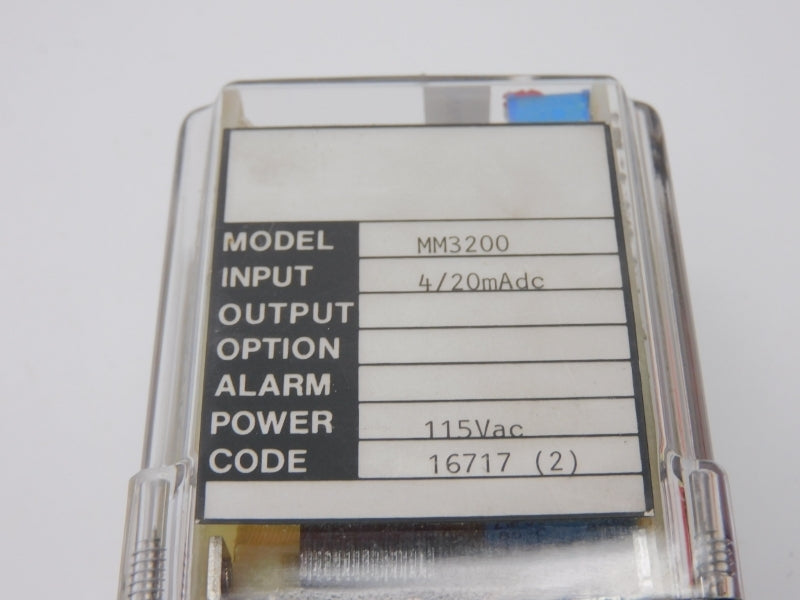 MODEL MM3200
INPUT 4/20mAdc
OUTPUT
OPTION
ALARM
POWER 115Vac
CODE 16717 (2)